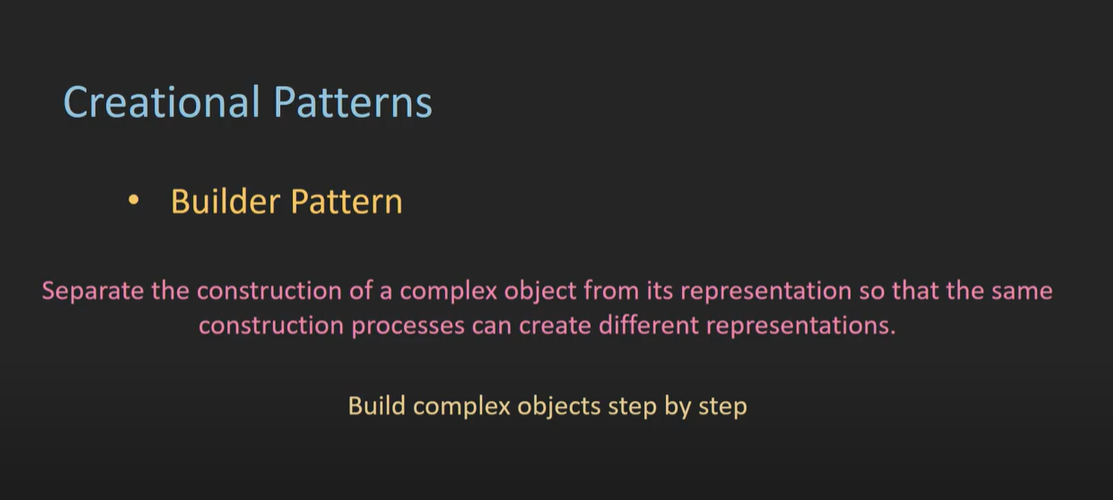 Creational Patterns
• Builder Pattern
Separate the construction of a complex object from its representation so that the same
construction processes can create different representations.
Build complex objects step by step